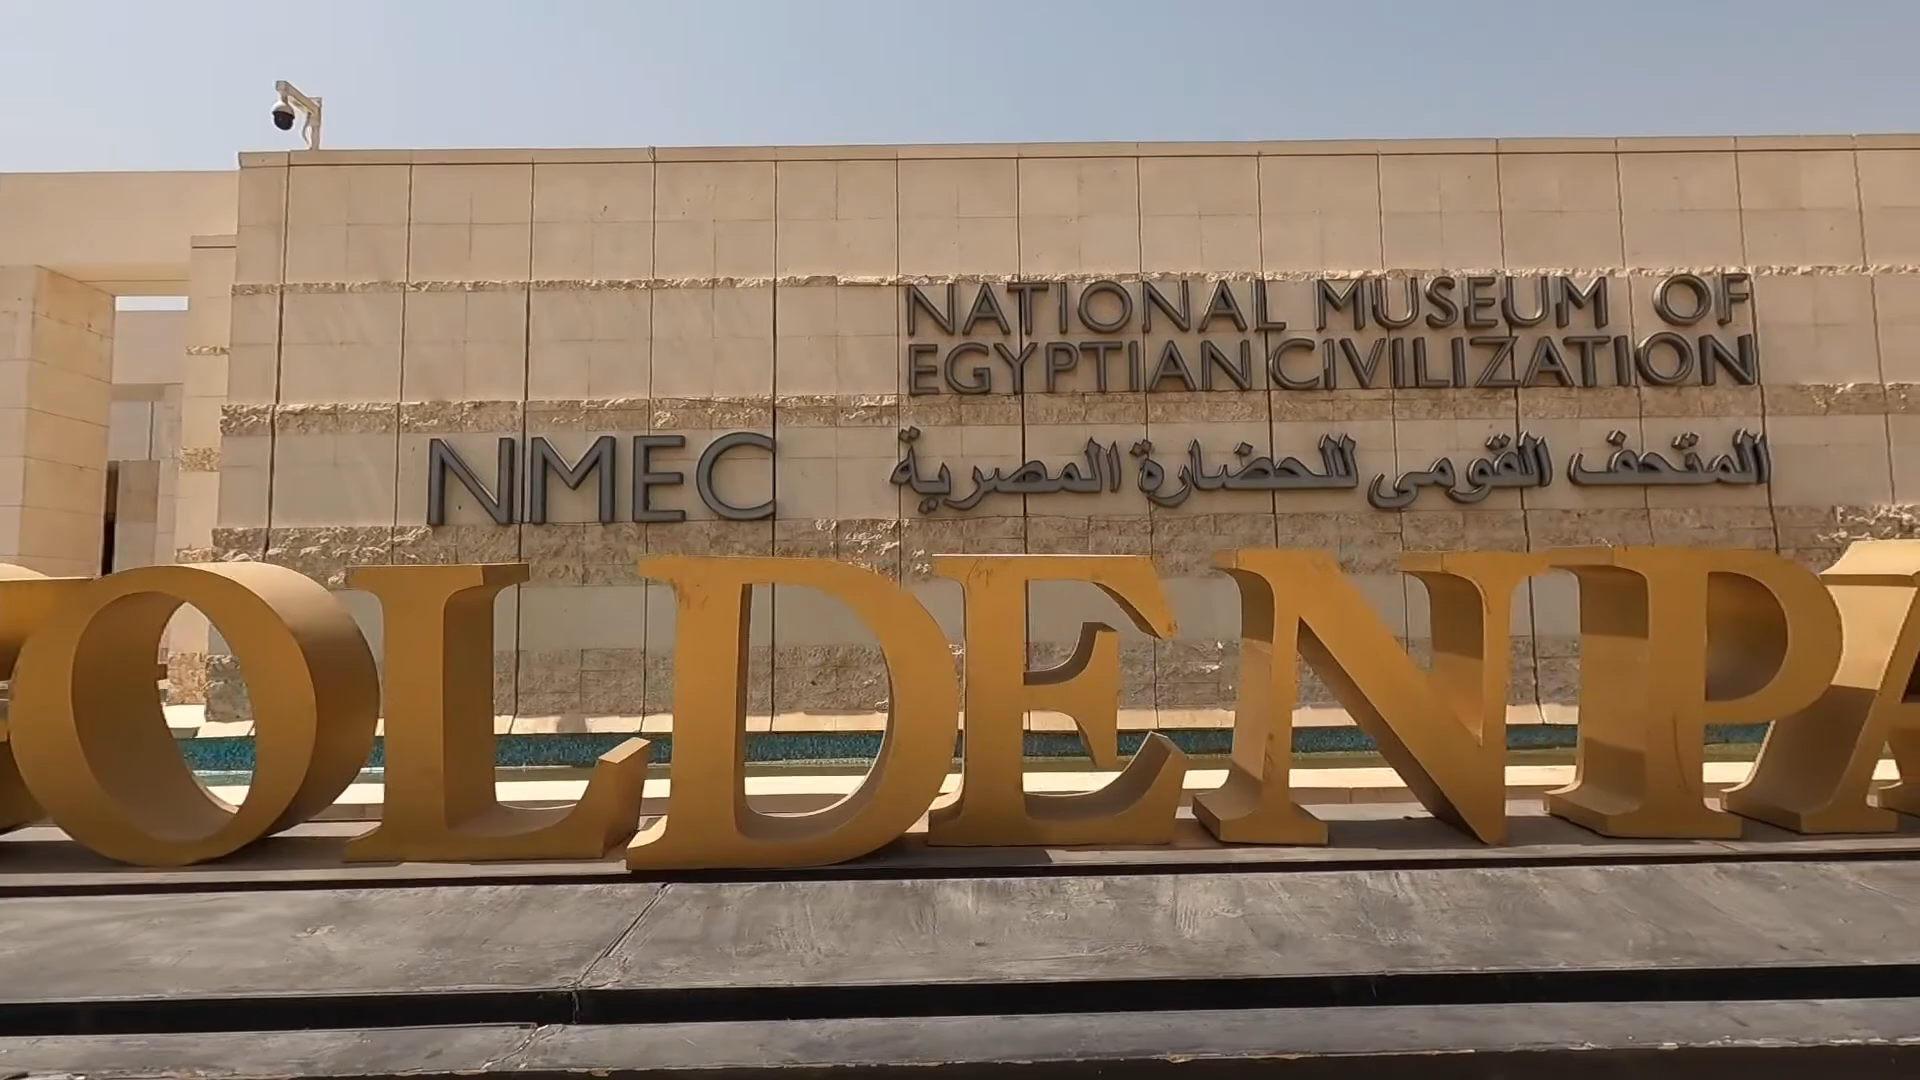 NATIONAL MUSEUM OF
EGYPTIAN CIVILIZATION
NMEC
المتحف القومى للحضارة المصرية
OLDENPA